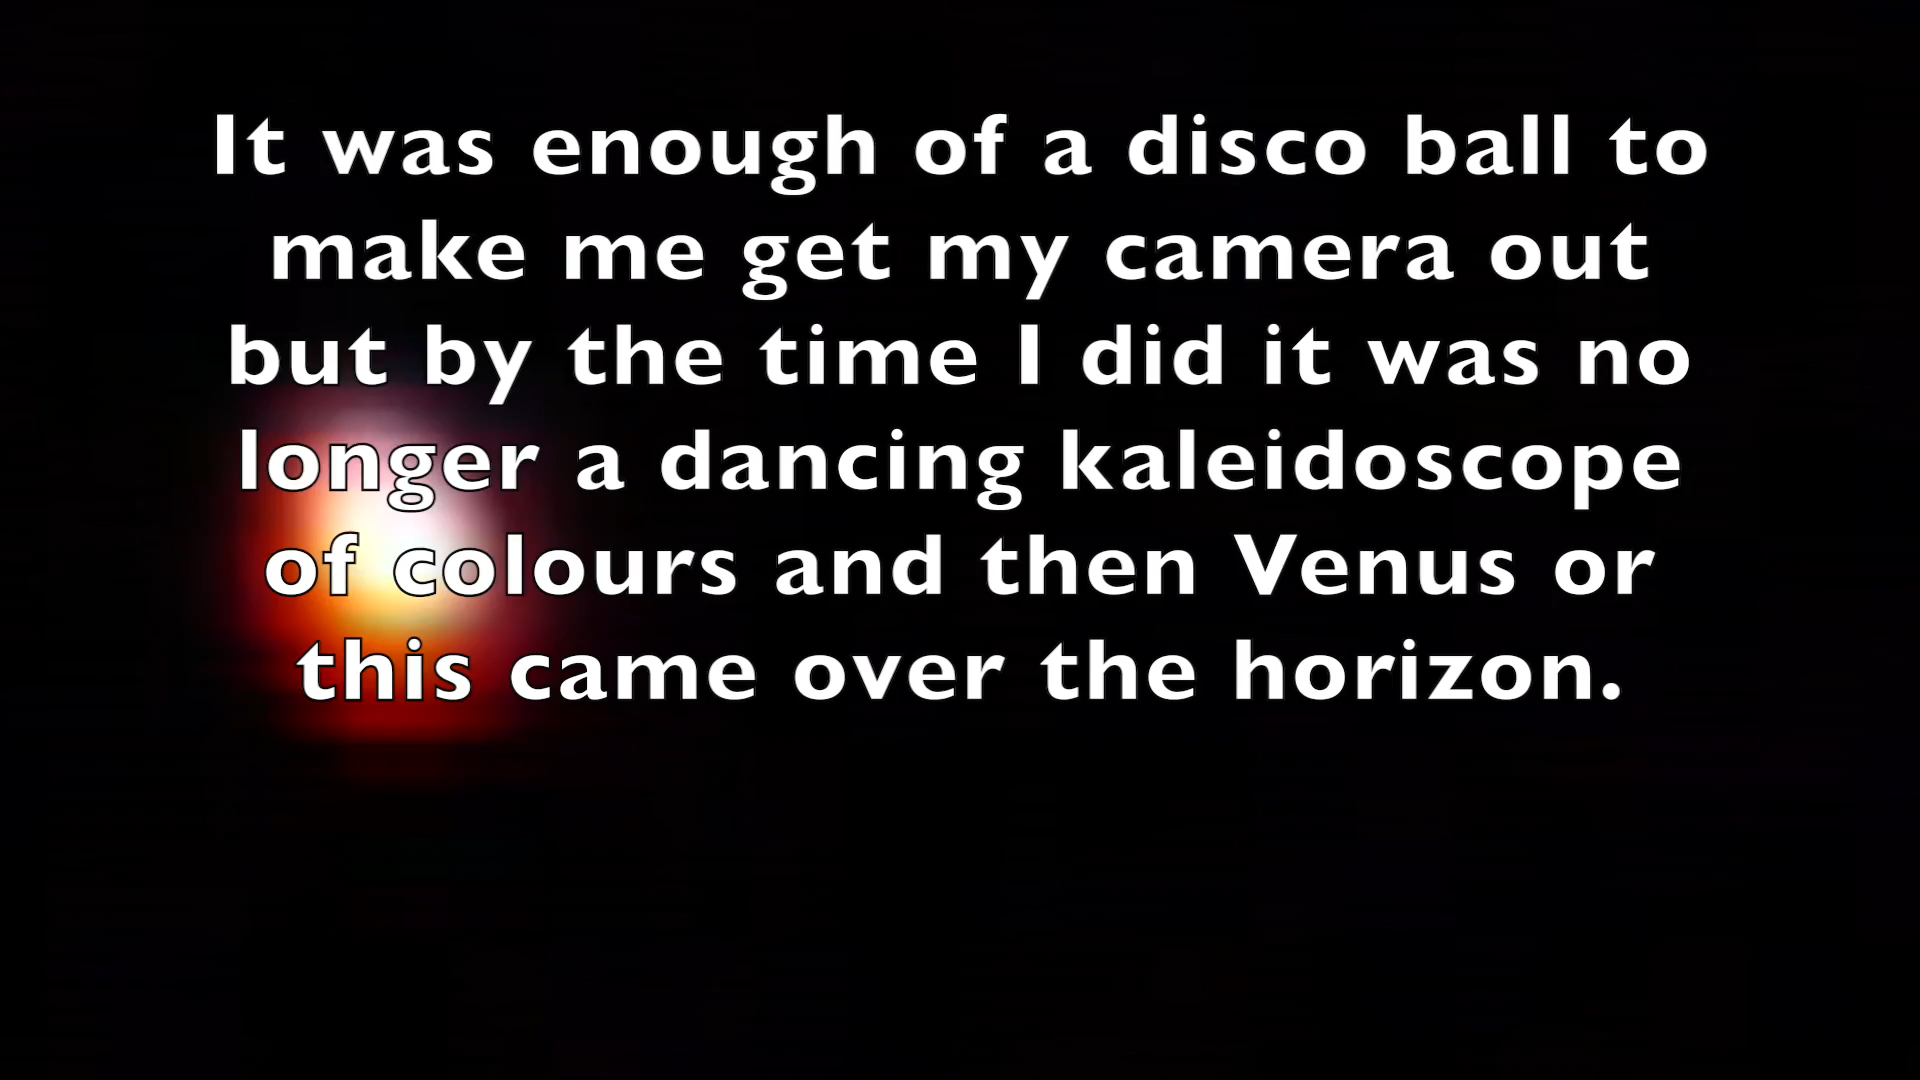 It was enough of a disco ball to
make me get my camera out
but by the time I did it was no
longer a dancing kaleidoscope
of colours and then Venus or
this came over the horizon.